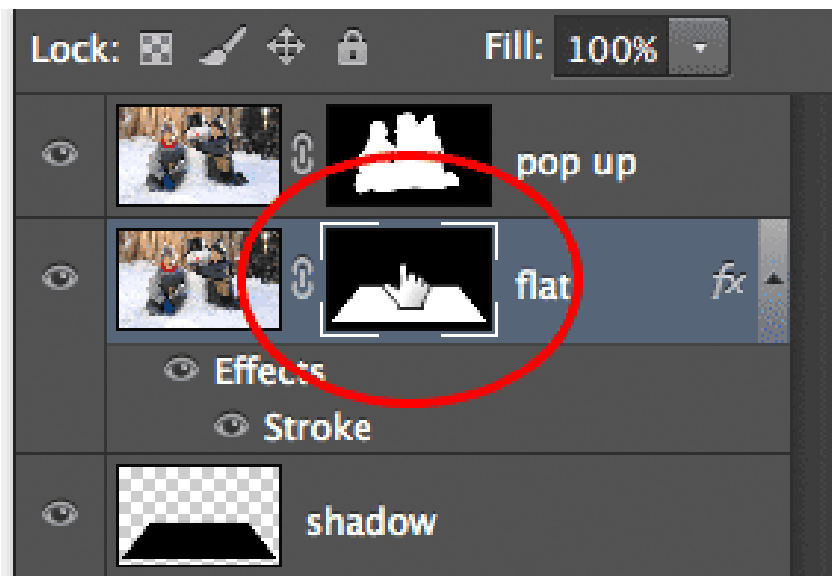 Lock: Fill: 100%
pop up
flat fx
Effects
Stroke
shadow